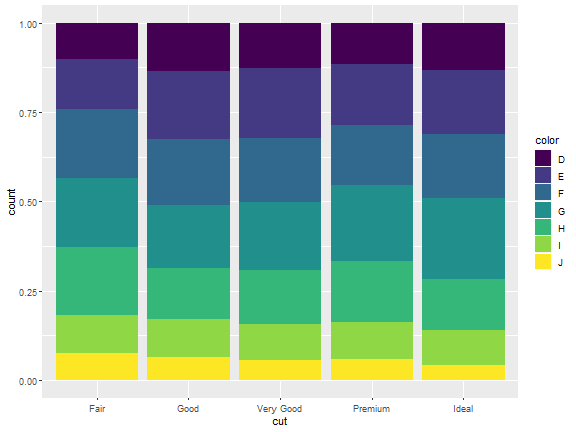 1.00
0.75
0.50
0.25
0.00
count
Fair Good Very Good Premium Ideal
cut
color
D
E
F
G
H
I
J